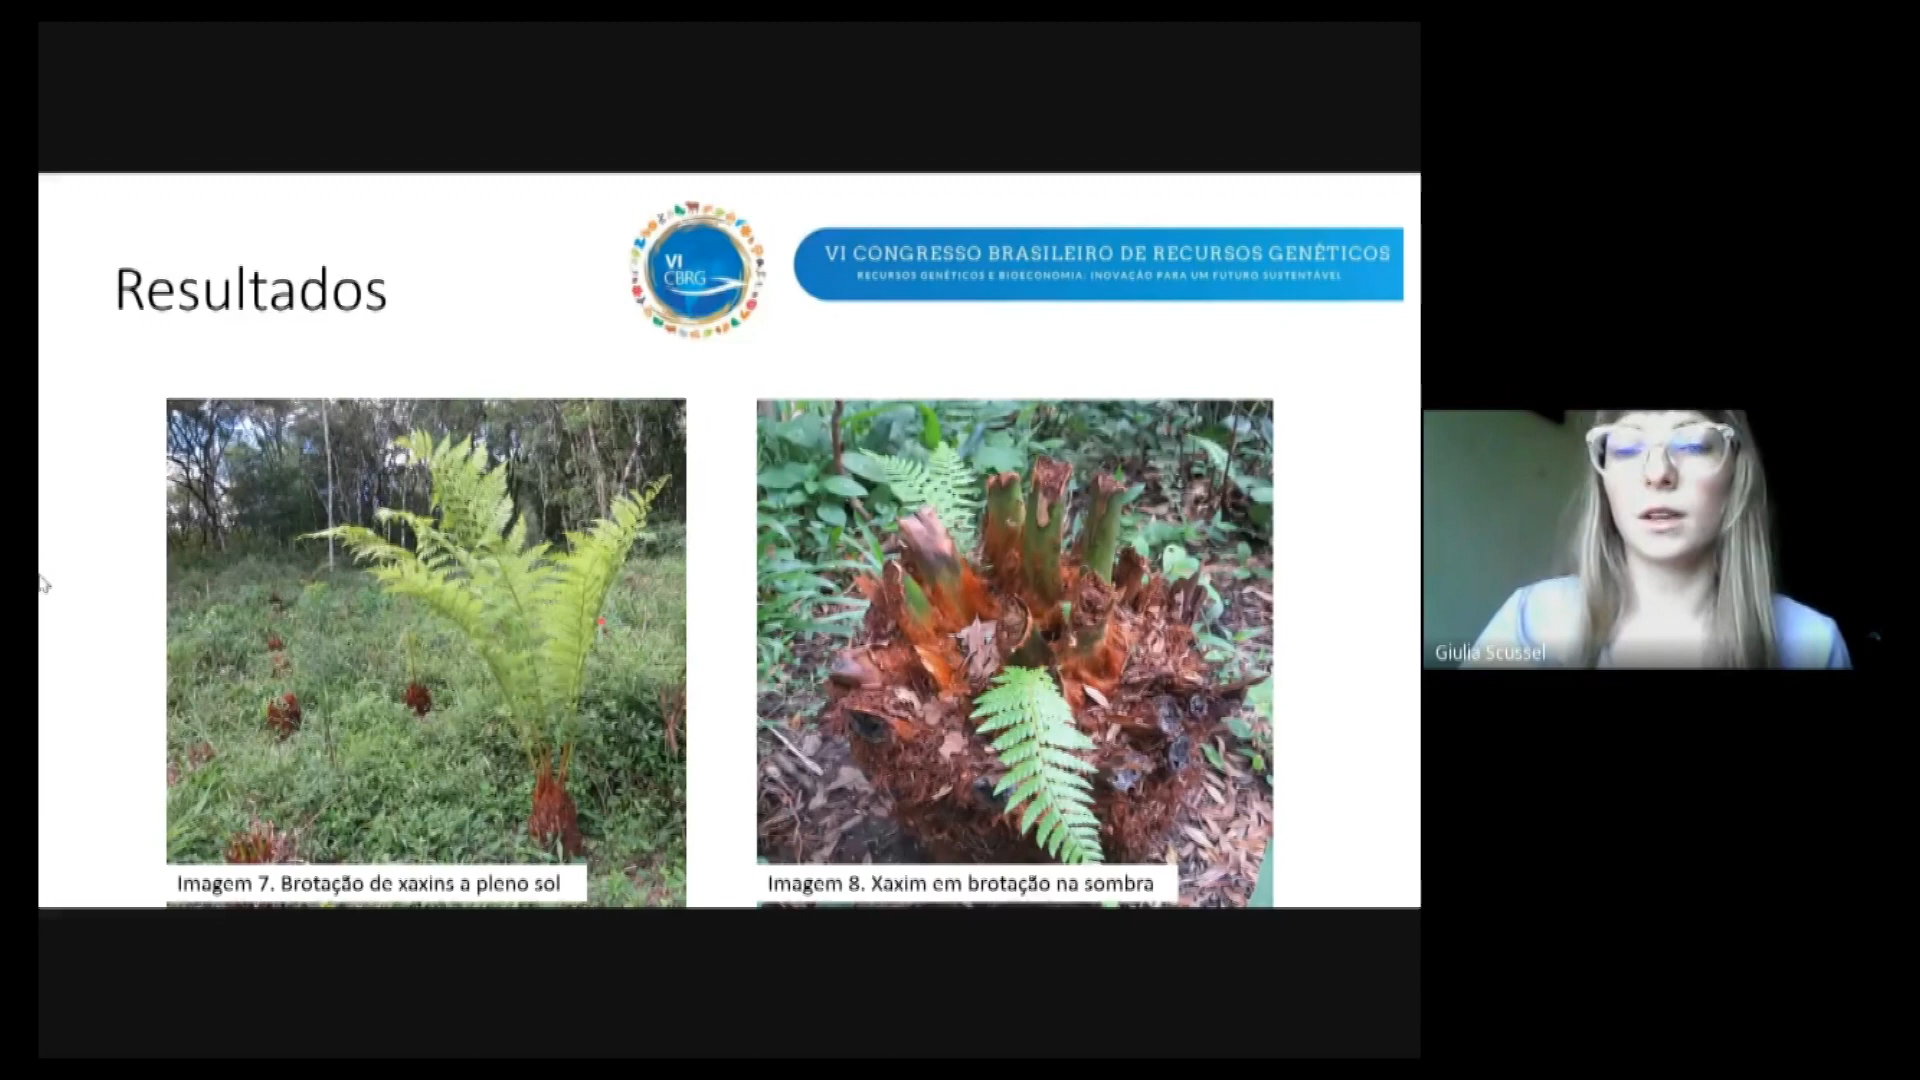 Resultados
VI
CBRG
VI CONGRESSO BRASILEIRO DE RECURSOS GENÉTICOS
RECURSOS GENÉTICOS E BIOECONOMIA: INOVAÇÃO PARA UM FUTURO SUSTENTÁVEL
Imagem 7. Brotação de xaxins a pleno sol
Imagem 8. Xaxim em brotação na sombra
Giulia Scussel